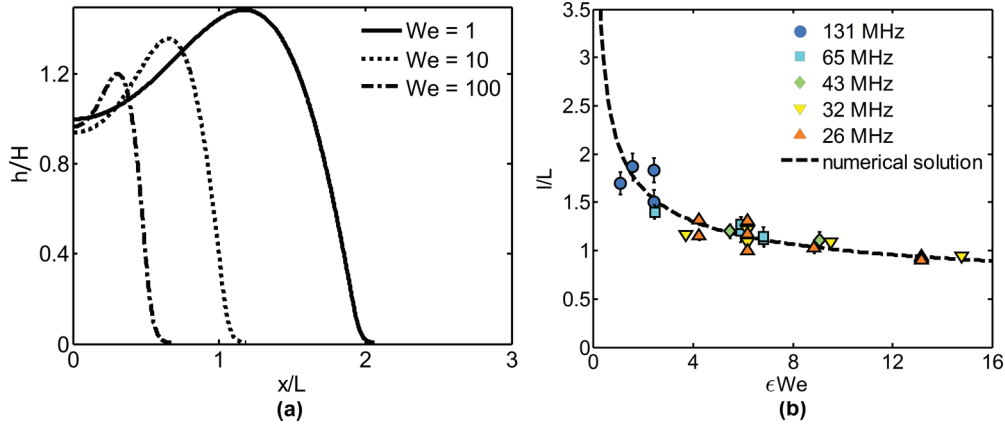 We = 1
We = 10
We = 100
h/H
1.2
0.8
0.4
0
0
1
2
3
x/L
(a)
131 MHz
65 MHz
43 MHz
32 MHz
26 MHz
numerical solution
l/L
3.5
3
2.5
2
1.5
1
0.5
0
0
4
8
12
16
ϵWe
(b)